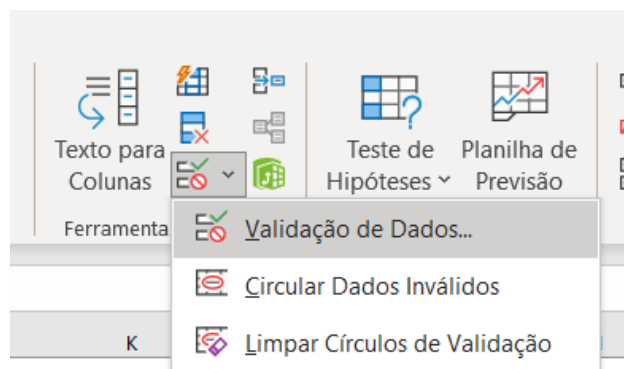 Texto para
Colunas
Teste de
Hipóteses
Planilha de
Previsão
Ferramenta
Validação de Dados...
Circular Dados Inválidos
K
Limpar Círculos de Validação